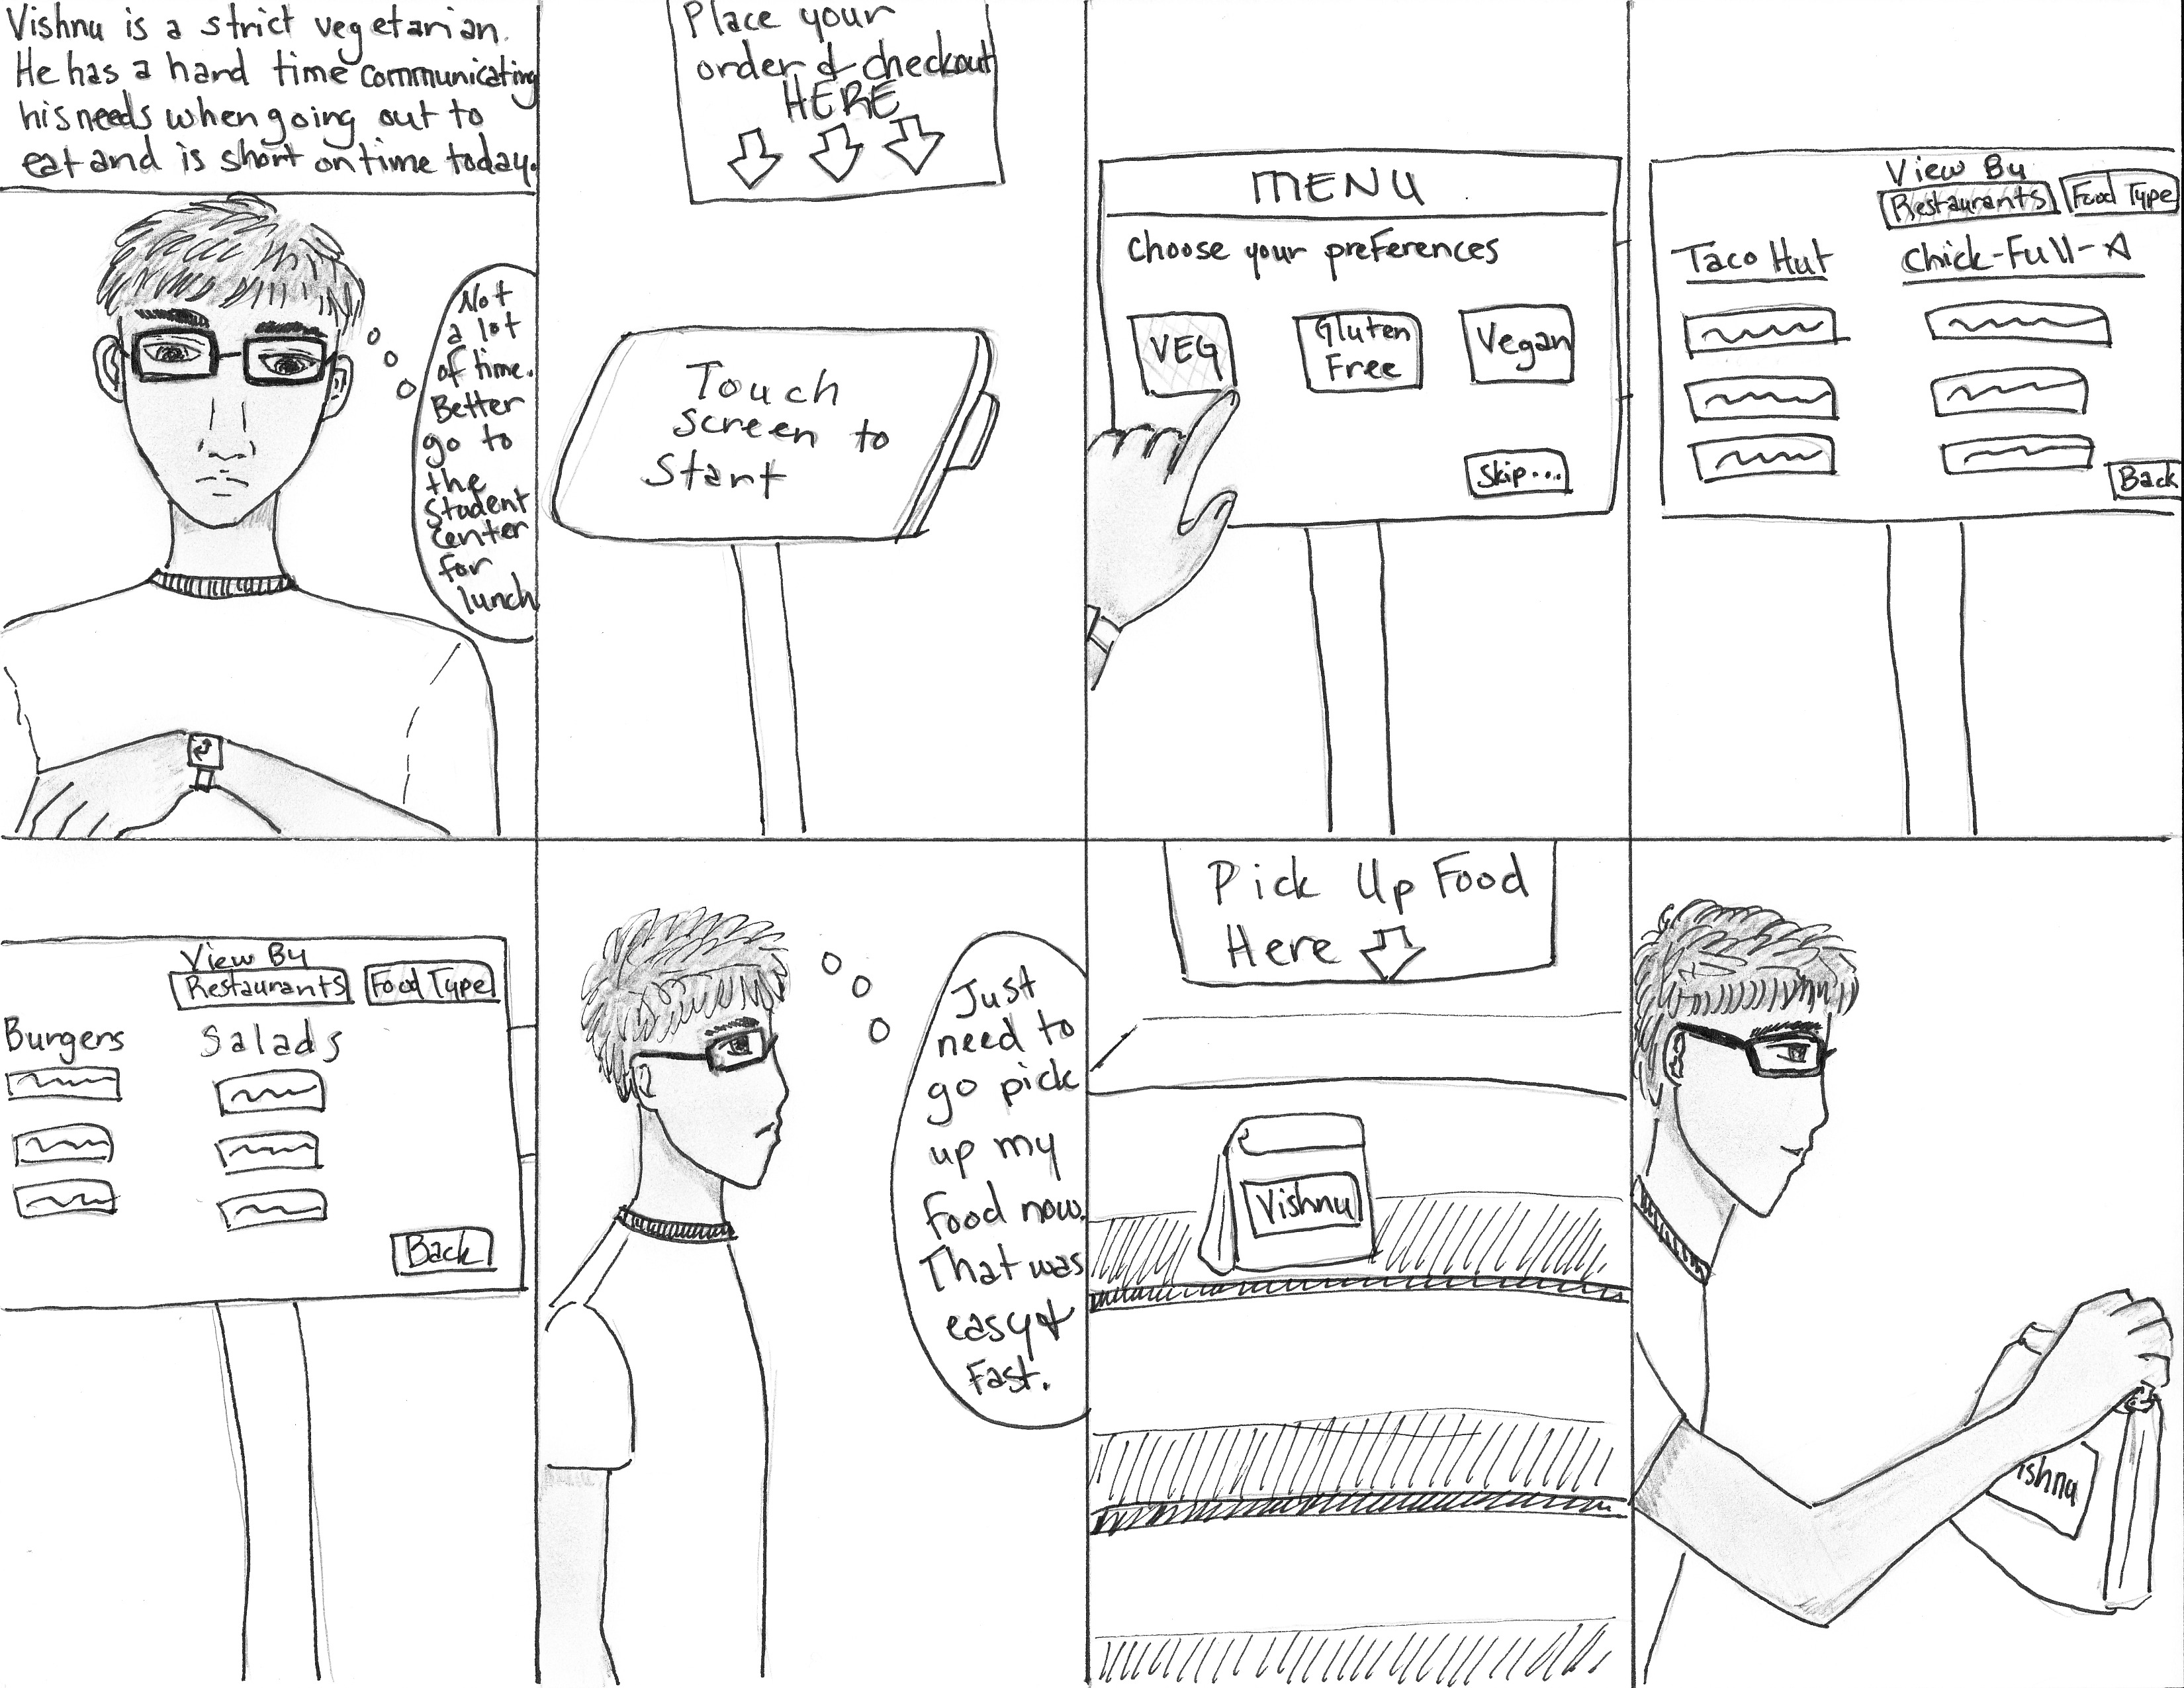 Vishnu is a strict vegetarian.
He has a hard time communicating
his needs when going out to
eat and is short on time today.
Not
a lot
of time.
Better
go to
the
Student
Center
for
lunch
Place your
order & checkout
HERE
Touch
screen to
Start
MENU
Choose your preferences
VEG
Gluten
Free
Vegan
Skip....
View By
Restaurants
Food Type
Taco Hut
Chick-Full-A
Back
View By
Restaurants
Food Type
Burgers
Salads
Back
Just
need to
go pick
up my
food now.
That was
easy &
fast.
Pick Up Food
Here
Vishnu
ishnu